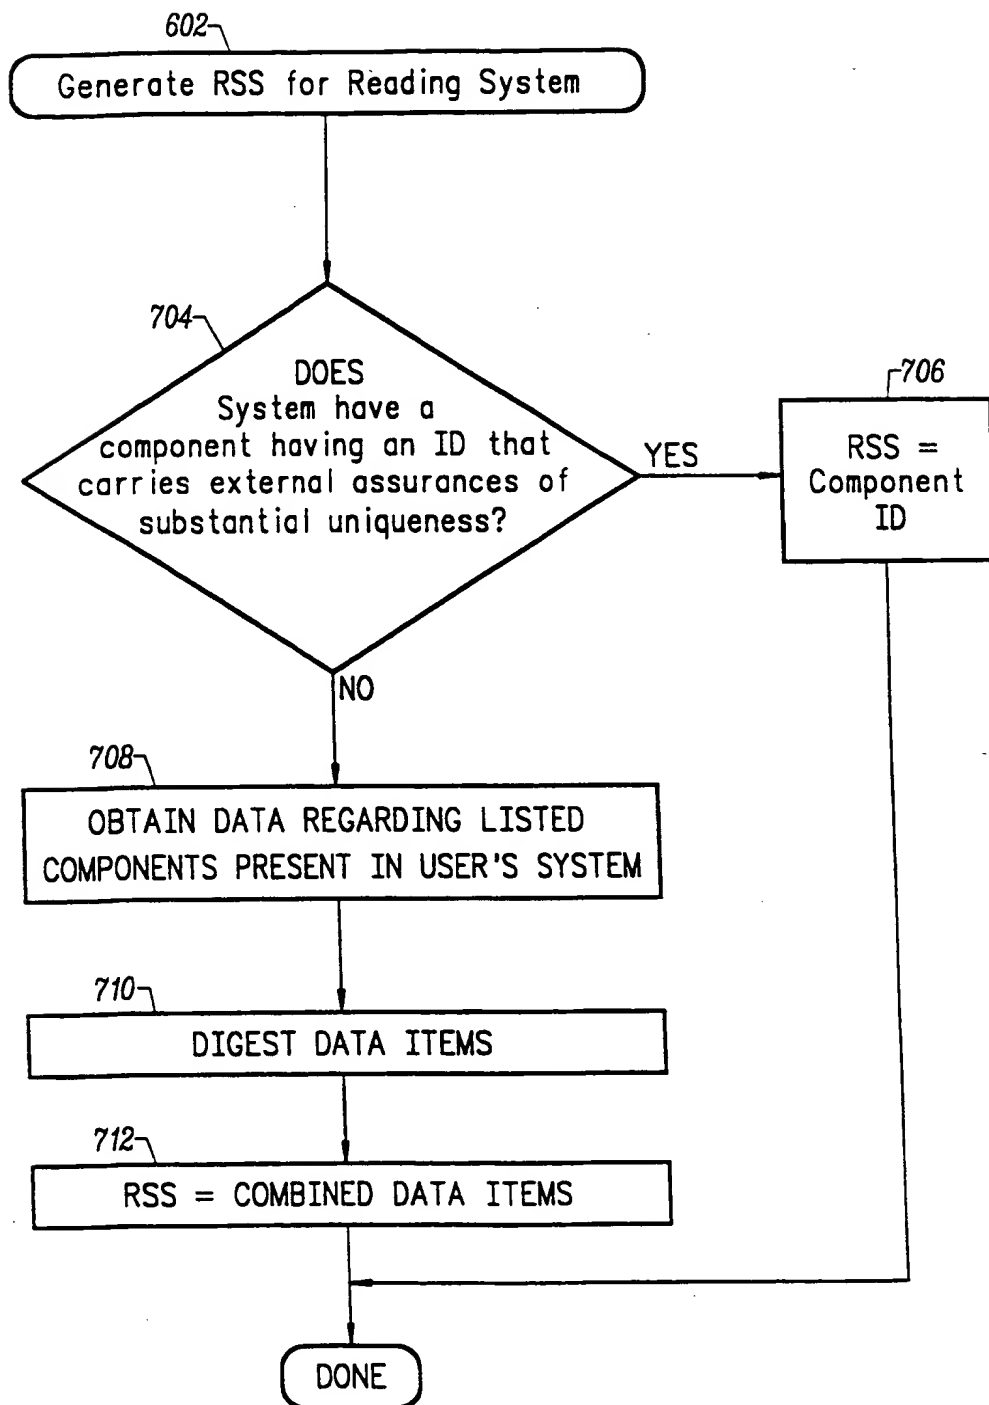 602
Generate RSS for Reading System
704
DOES
System have a
component having an ID that
carries external assurances of
substantial uniqueness?
YES
706
RSS =
Component
ID
NO
708
OBTAIN DATA REGARDING LISTED
COMPONENTS PRESENT IN USER'S SYSTEM
710
DIGEST DATA ITEMS
712
RSS = COMBINED DATA ITEMS
DONE